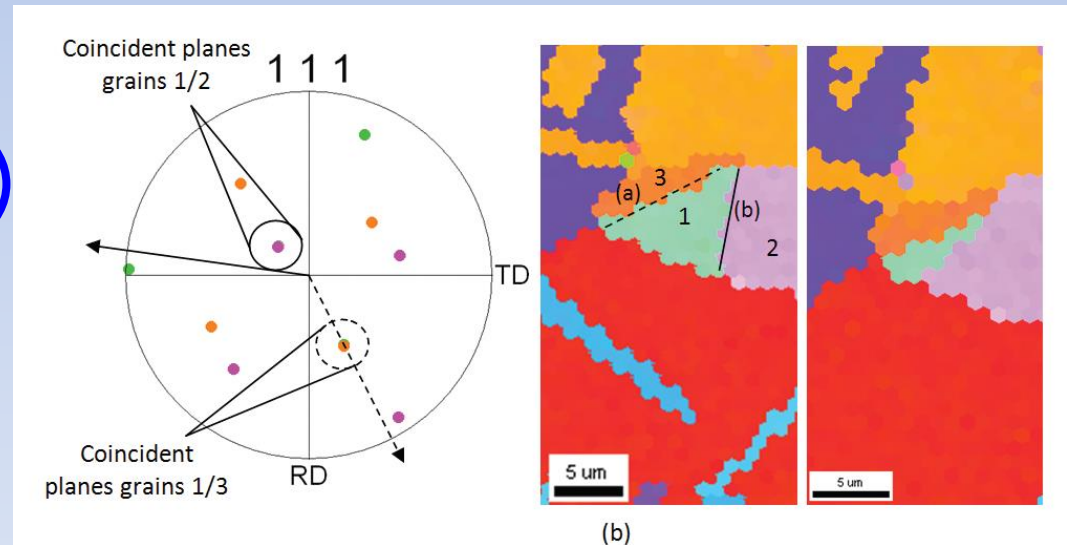 Coincident planes
grains 1/2
1 1 1
TD
RD
Coincident
planes grains 1/3
(a)
3
1
(b)
2
5 um
5 um
(b)